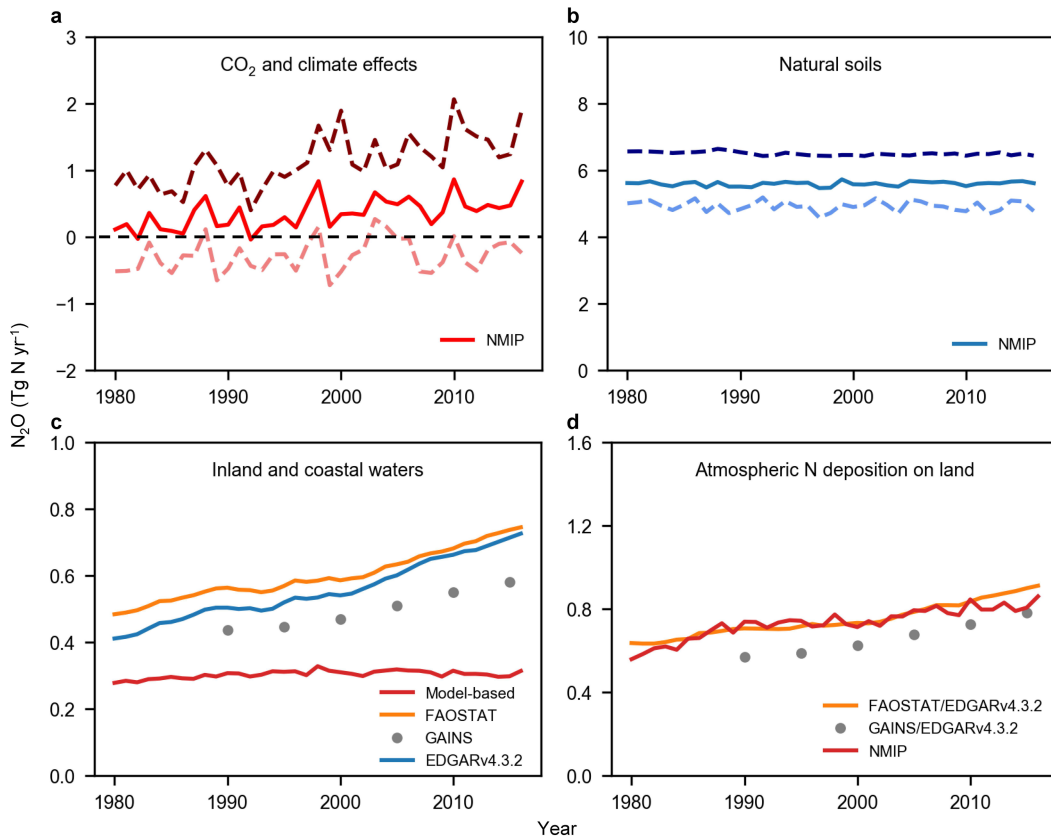 a
CO₂ and climate effects
3
2
1
0
−1
−2
NMIP
1980
1990
2000
2010
b
Natural soils
10
8
6
4
2
0
NMIP
1980
1990
2000
2010
N₂O (Tg N yr⁻¹)
c
Inland and coastal waters
1.0
0.8
0.6
0.4
0.2
0.0
Model-based
FAOSTAT
GAINS
EDGARv4.3.2
1980
1990
2000
2010
d
Atmospheric N deposition on land
1.6
1.2
0.8
0.4
0.0
FAOSTAT/EDGARv4.3.2
GAINS/EDGARv4.3.2
NMIP
1980
1990
2000
2010
Year